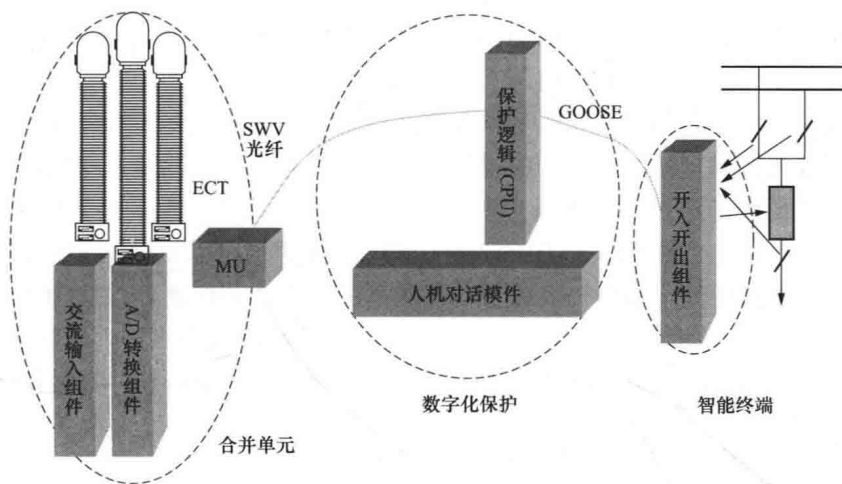 SWV
光纤
ECT
MU
交流输入组件
A/D转换组件
合并单元
保护逻辑(CPU)
人机对话模件
数字化保护
GOOSE
开入开出组件
智能终端